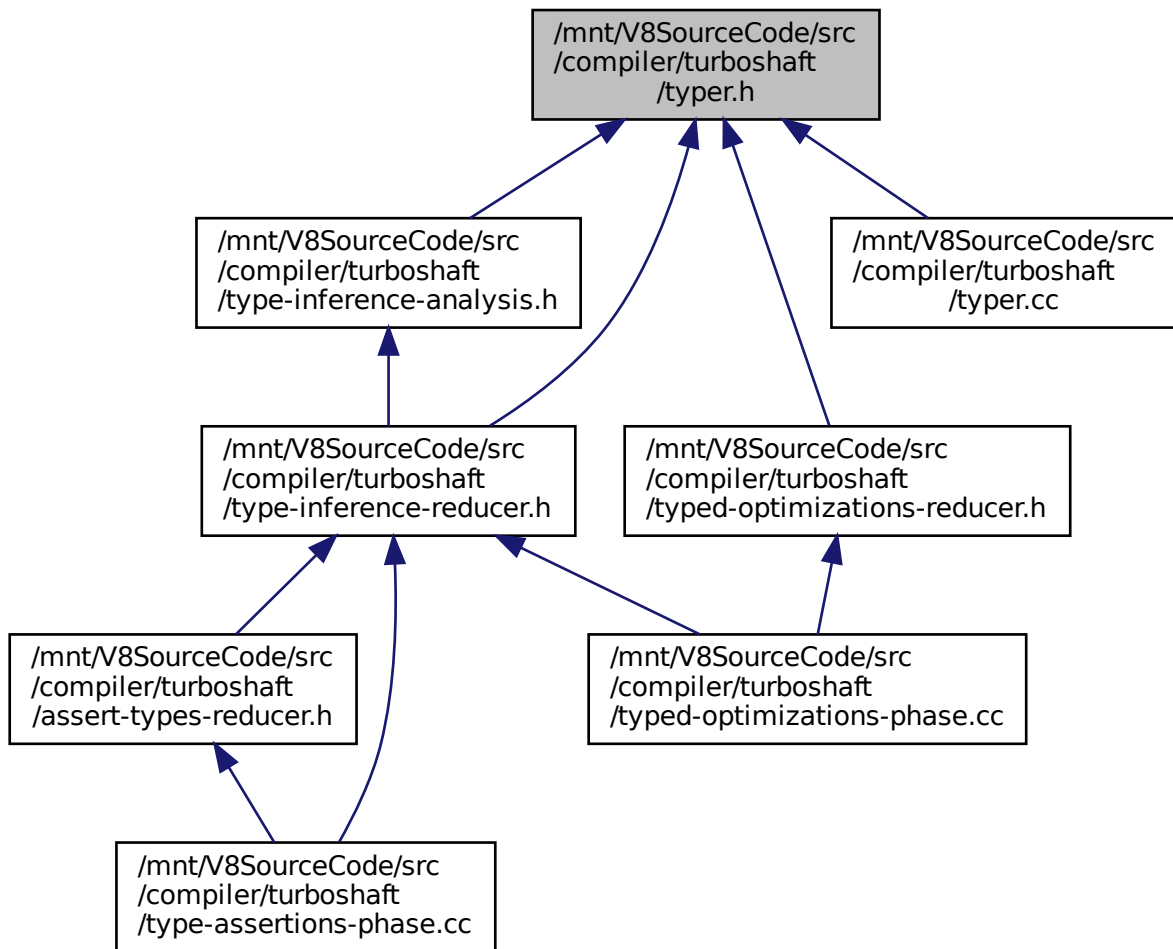 /mnt/V8SourceCode/src
/compiler/turboshaft
/typer.h
/mnt/V8SourceCode/src
/compiler/turboshaft
/type-inference-analysis.h
/mnt/V8SourceCode/src
/compiler/turboshaft
/typer.cc
/mnt/V8SourceCode/src
/compiler/turboshaft
/type-inference-reducer.h
/mnt/V8SourceCode/src
/compiler/turboshaft
/typed-optimizations-reducer.h
/mnt/V8SourceCode/src
/compiler/turboshaft
/assert-types-reducer.h
/mnt/V8SourceCode/src
/compiler/turboshaft
/typed-optimizations-phase.cc
/mnt/V8SourceCode/src
/compiler/turboshaft
/type-assertions-phase.cc